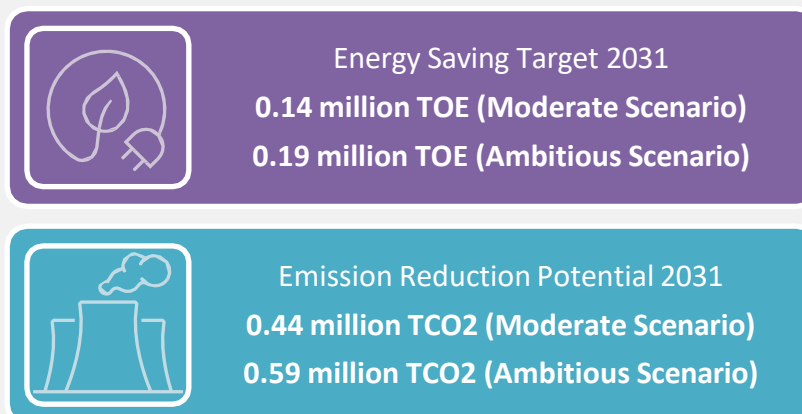 Energy Saving Target 2031
0.14 million TOE (Moderate Scenario)
0.19 million TOE (Ambitious Scenario)
Emission Reduction Potential 2031
0.44 million TCO2 (Moderate Scenario)
0.59 million TCO2 (Ambitious Scenario)